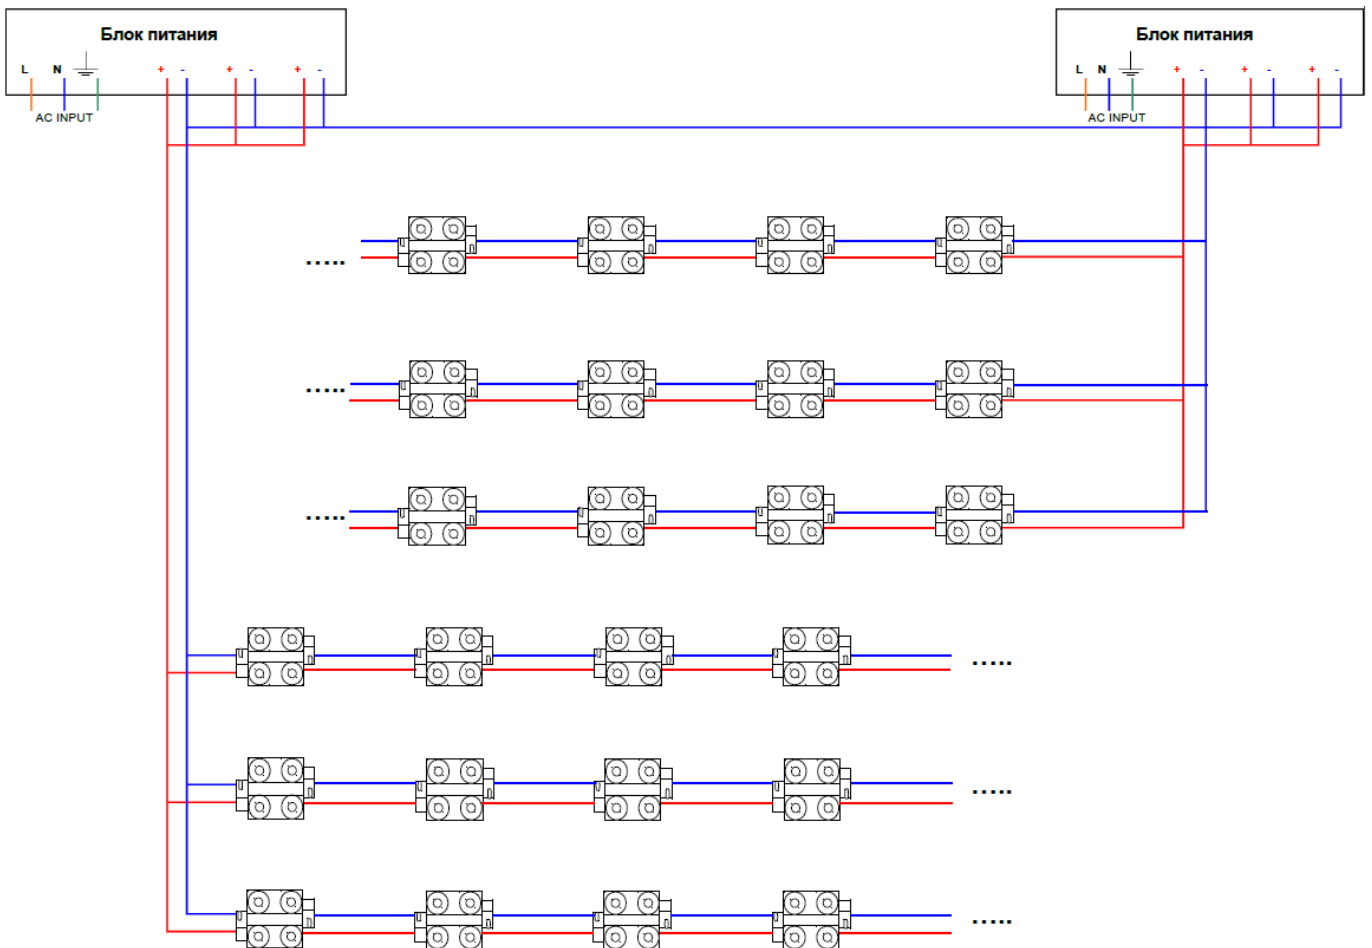 Блок питания
L N + - + - + -
AC INPUT
Блок питания
L N + - + - + -
AC INPUT
.....
.....
.....
.....
.....
.....